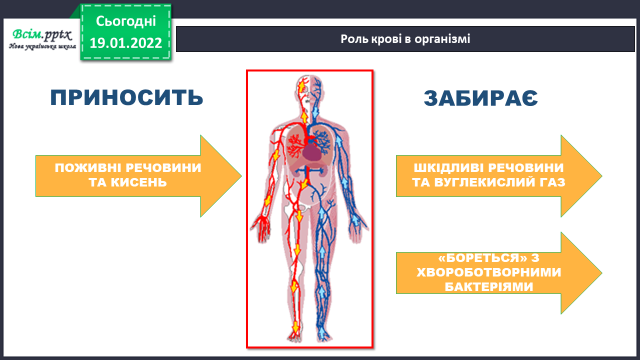 Всім.pptx
Нова українська школа
Сьогодні
19.01.2022
Роль крові в організмі
ПРИНОСИТЬ
ЗАБИРАЄ
ПОЖИВНІ РЕЧОВИНИ
ТА КИСЕНЬ
ШКІДЛИВІ РЕЧОВИНИ
ТА ВУГЛЕКИСЛИЙ ГАЗ
«БОРЕТЬСЯ» З
ХВОРОБОТВОРНИМИ
БАКТЕРІЯМИ